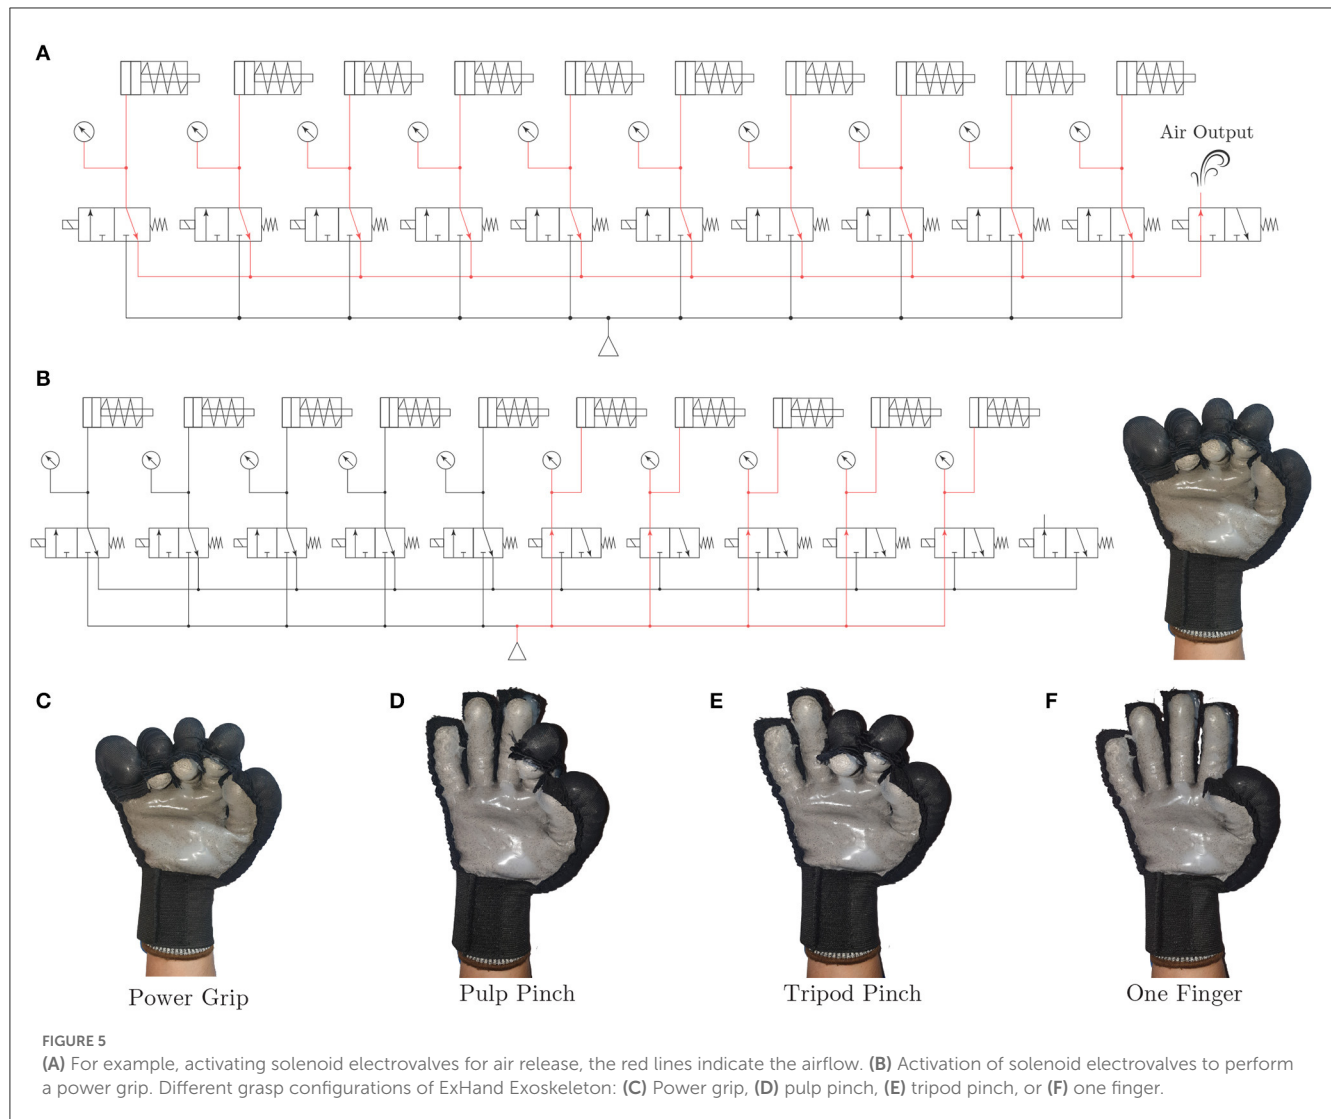 A
Air Output
B
C
D
E
F
Power Grip
Pulp Pinch
Tripod Pinch
One Finger
FIGURE 5
(A) For example, activating solenoid electrovalves for air release, the red lines indicate the airflow. (B) Activation of solenoid electrovalves to perform
a power grip. Different grasp configurations of ExHand Exoskeleton: (C) Power grip, (D) pulp pinch, (E) tripod pinch, or (F) one finger.